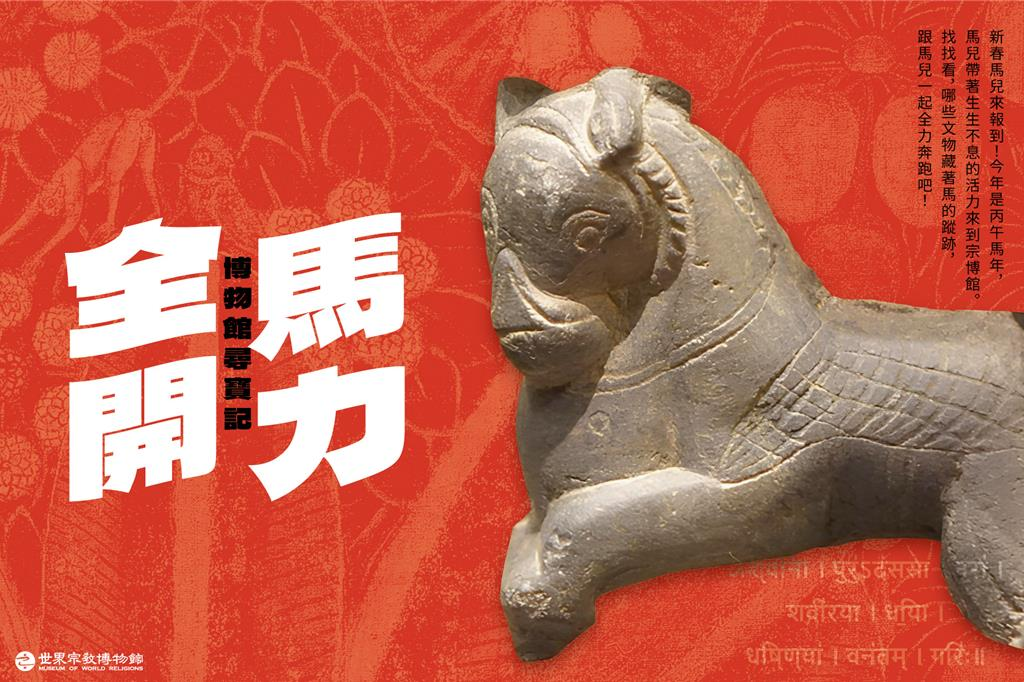 新春馬兒來報到！今年是丙午馬年，
馬兒帶著生生不息的活力來到宗博館。
找找看，哪些文物藏著馬的蹤跡，
跟馬兒一起全力奔跑吧！
馬力
全開
博物館尋寶記
शवीरया । धिया ।
世界宗教博物館
MUSEUM OF WORLD RELIGIONS